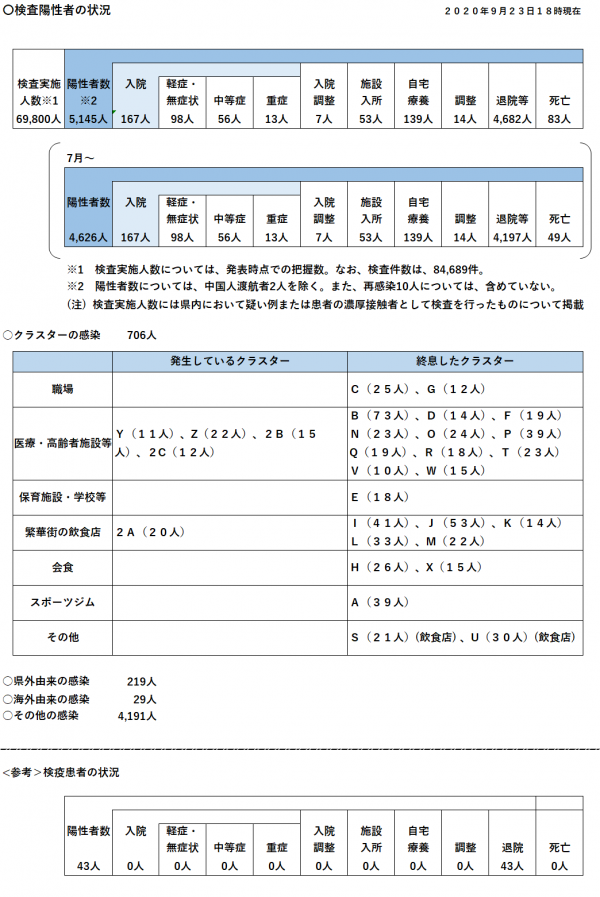 〇検査陽性者の状況
２０２０年９月２３日１８時現在
検査実施人数※1 陽性者数※2 入院 軽症・無症状 中等症 重症 入院調整 施設入所 自宅療養 調整 退院等 死亡
69,800人 5,145人 167人 98人 56人 13人 7人 53人 139人 14人 4,682人 83人
7月～
陽性者数 入院 軽症・無症状 中等症 重症 入院調整 施設入所 自宅療養 調整 退院等 死亡
4,626人 167人 98人 56人 13人 7人 53人 139人 14人 4,197人 49人
※1　検査実施人数については、発表時点での把握数。なお、検査件数は、84,689件。
※2　陽性者数については、中国人渡航者2人を除く。また、再感染10人については、含めていない。
（注）検査実施人数には県内において疑い例または患者の濃厚接触者として検査を行ったものについて掲載
〇クラスターの感染　706人
発生しているクラスター 終息したクラスター
職場 C（２５人）、G（１２人）
医療・高齢者施設等 Y（１１人）、Z（２２人）、２B（１５人）、２C（１２人） B（７３人）、D（１４人）、F（１９人）
N（２３人）、O（２４人）、P（３９人）
Q（１９人）、R（１８人）、T（２３人）
V（１０人）、W（１５人）
保育施設・学校等 E（１８人）
繁華街の飲食店 ２A（２０人） I（４１人）、J（５３人）、K（１４人）
L（３３人）、M（２２人）
会食 H（２６人）、X（１５人）
スポーツジム A（３９人）
その他 S（２１人）(飲食店)、U（３０人）(飲食店)
〇県外由来の感染　219人
〇海外由来の感染　29人
〇その他の感染　4,191人
<参考＞検疫患者の状況
陽性者数 入院 軽症・無症状 中等症 重症 入院調整 施設入所 自宅療養 調整 退院 死亡
43人 0人 0人 0人 0人 0人 0人 0人 0人 43人 0人